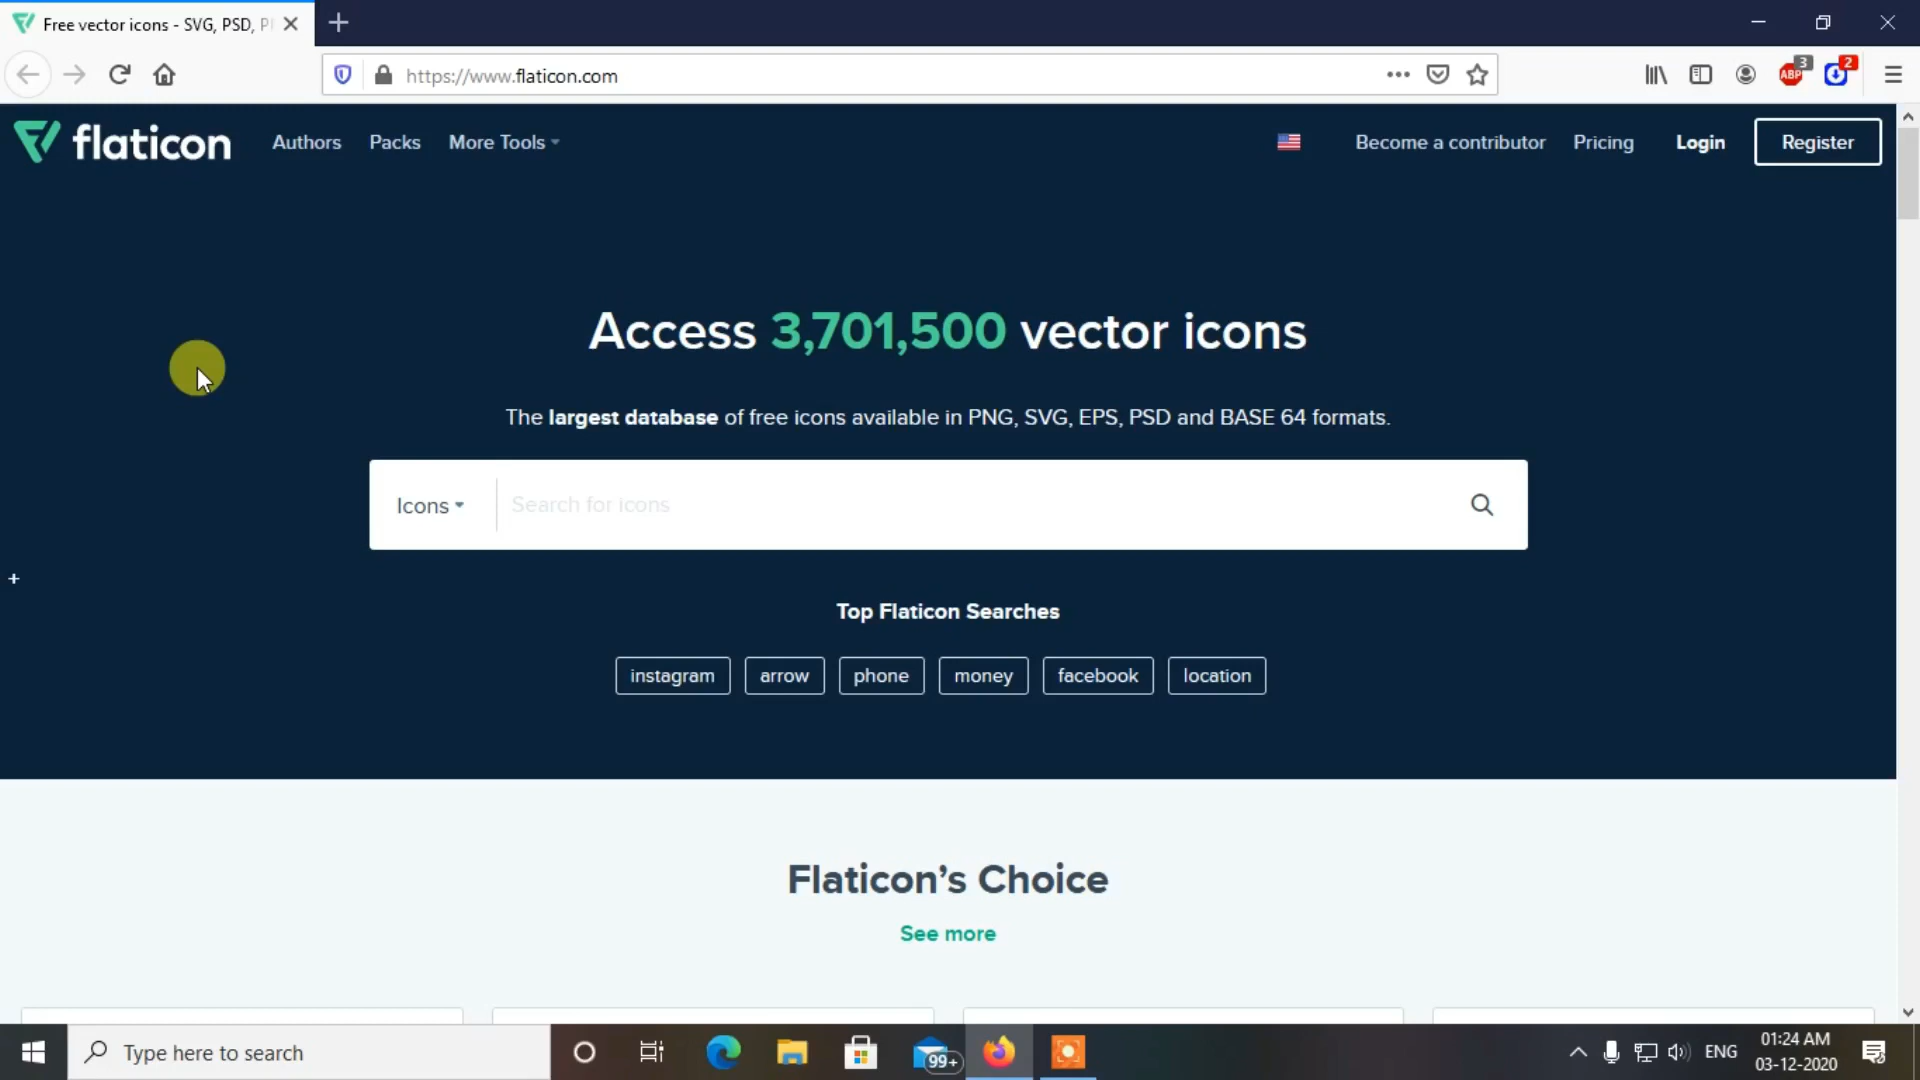 Free vector icons - SVG, PSD, P
https://www.flaticon.com
ABP
3
2
flaticon
Authors
Packs
More Tools
Become a contributor
Pricing
Login
Register
Access 3,701,500 vector icons
The largest database of free icons available in PNG, SVG, EPS, PSD and BASE 64 formats.
Icons
Search for icons
+
Top Flaticon Searches
instagram
arrow
phone
money
facebook
location
Flaticon’s Choice
See more
Type here to search
99+
ENG
01:24 AM
03-12-2020